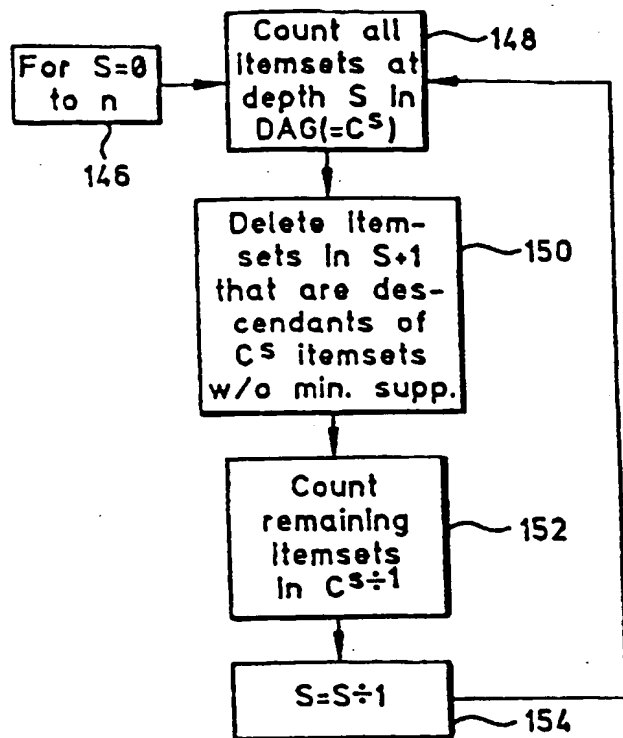 For S=0
to n
146
Count all
itemsets at
depth S in
DAG(=C^S)
148
Delete item-
sets in S+1
that are des-
cendants of
C^S itemsets
w/o min. supp.
150
Count
remaining
itemsets
in C^S÷1
152
S=S÷1
154